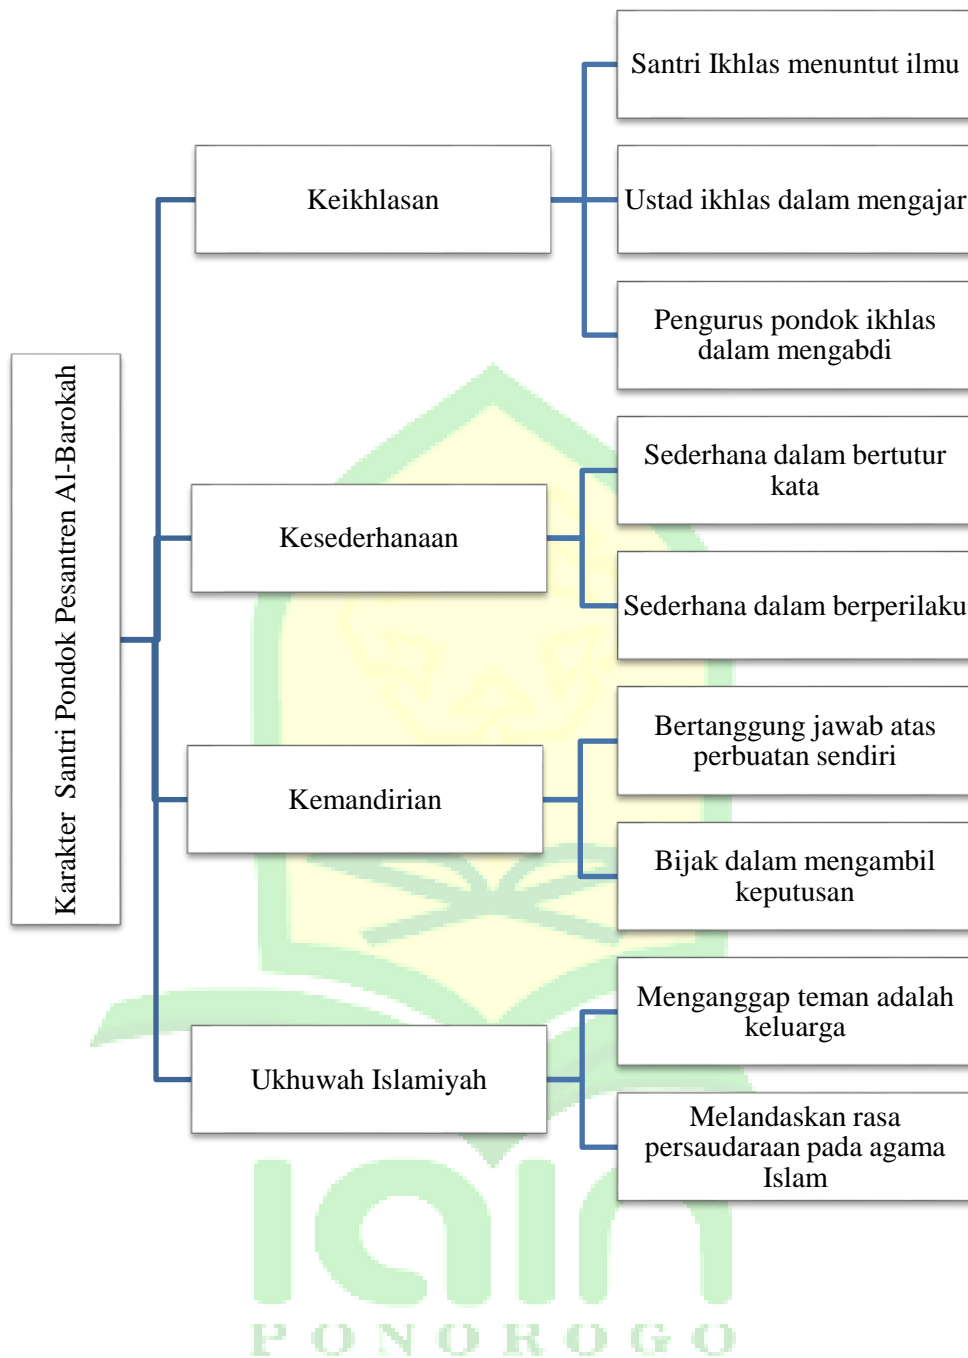 Karakter Santri Pondok Pesantren Al-Barokah
Keikhlasan
Santri Ikhlas menuntut ilmu
Ustad ikhlas dalam mengajar
Pengurus pondok ikhlas
dalam mengabdi
Kesederhanaan
Sederhana dalam bertutur
kata
Sederhana dalam berperilaku
Kemandirian
Bertanggung jawab atas
perbuatan sendiri
Bijak dalam mengambil
keputusan
Ukhuwah Islamiyah
Menganggap teman adalah
keluarga
Melandaskan rasa
persaudaraan pada agama
Islam
iain
PONOROGO